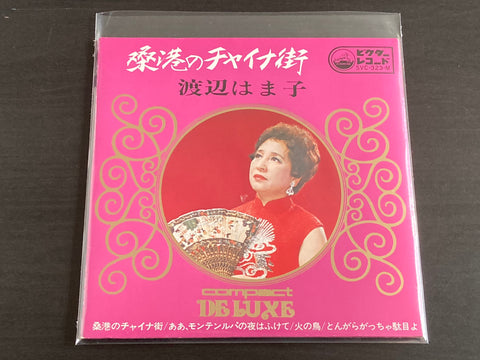 桑港のチャイナ街
ビクター
レコード
SVC-323-M
渡辺はま子
compact
DE LUXE
桑港のチャイナ街/ああ、モンテンルパの夜はふけて/火の鳥/とんがらがっちゃ駄目よ